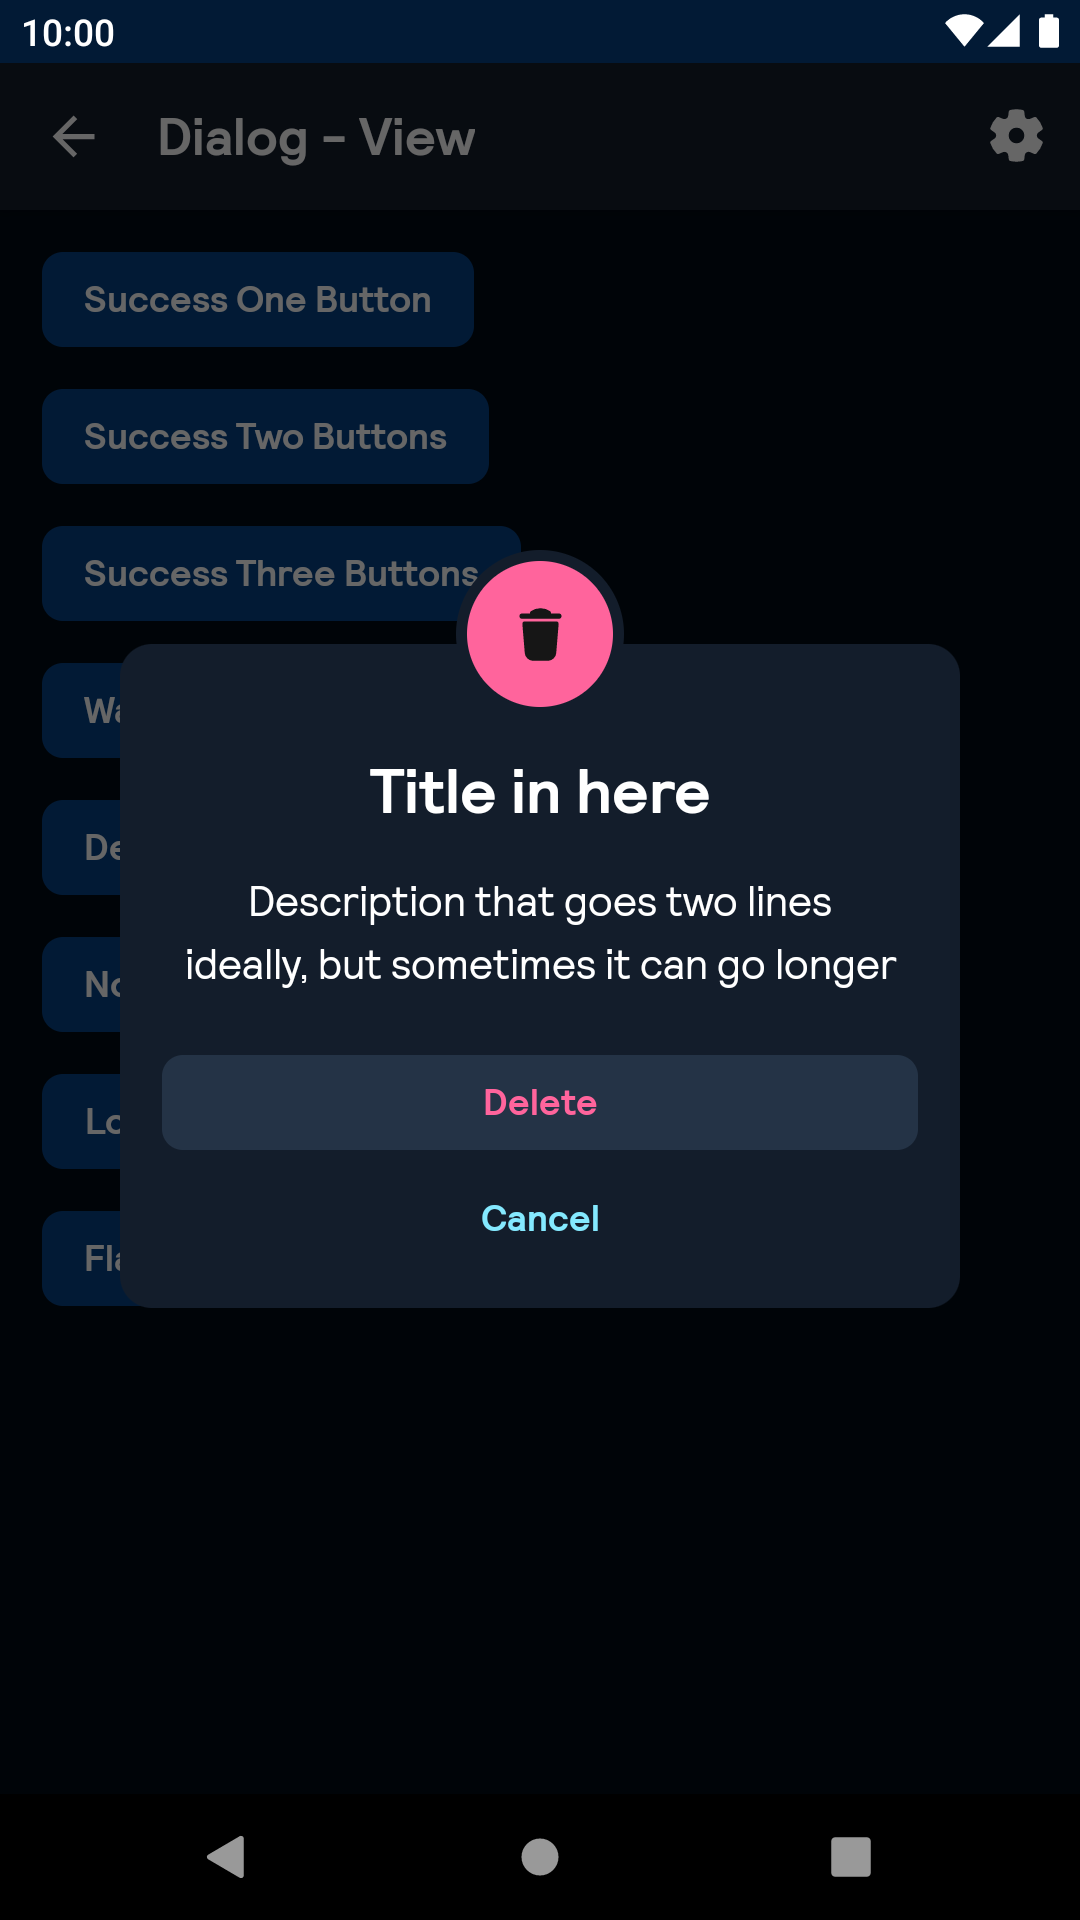 10:00
Dialog - View
Success One Button
Success Two Buttons
Success Three Buttons
Title in here
Description that goes two lines
ideally, but sometimes it can go longer
Delete
Cancel